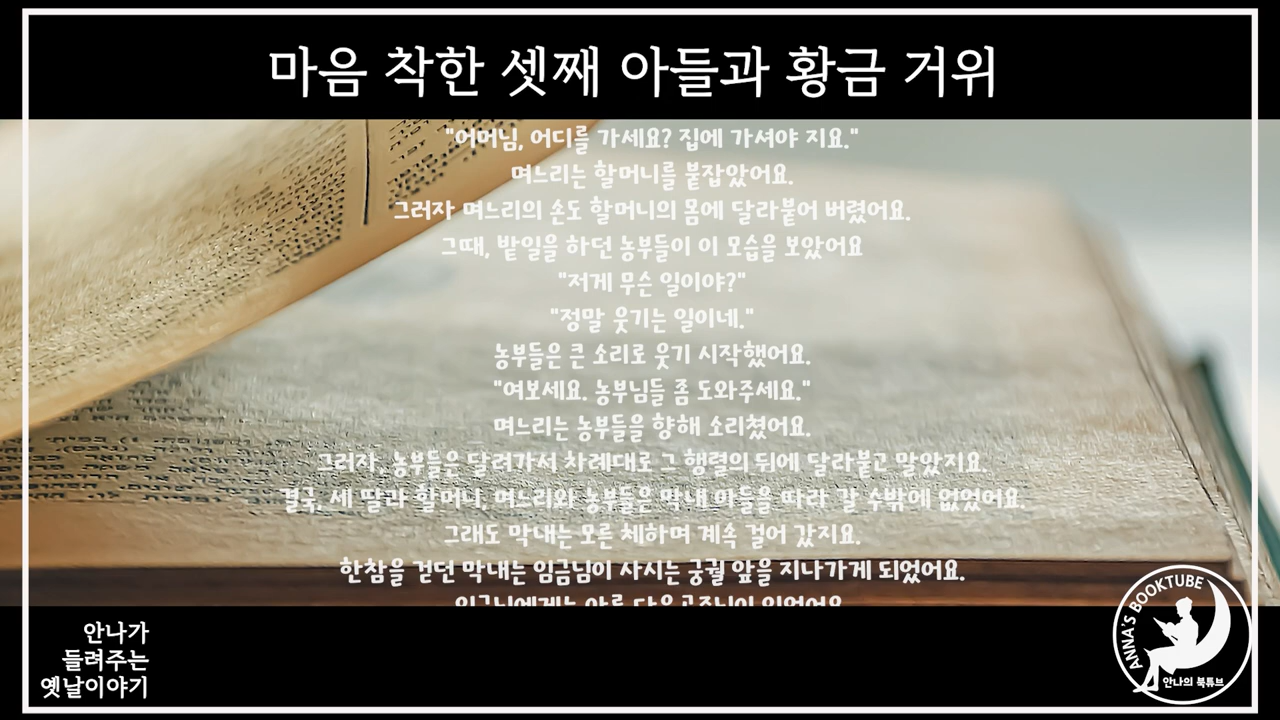 마음 착한 셋째 아들과 황금 거위
"어머님, 어디를 가세요? 집에 가셔야 지요."
며느리는 할머니를 붙잡았어요.
그러자 며느리의 손도 할머니의 몸에 달라붙어 버렸어요.
그때, 밭일을 하던 농부들이 이 모습을 보았어요
"저게 무슨 일이야?"
"정말 웃기는 일이네."
농부들은 큰 소리로 웃기 시작했어요.
"여보세요. 농부님들 좀 도와주세요."
며느리는 농부들을 향해 소리쳤어요.
그러자, 농부들은 달려가서 차례대로 그 행렬의 뒤에 달라붙고 말았지요.
결국, 세 딸과 할머니, 며느리와 농부들은 막내 아들을 따라 갈 수밖에 없었어요.
그래도 막내는 모른 체하며 계속 걸어 갔지요.
한참을 걷던 막내는 임금님이 사시는 궁궐 앞을 지나가게 되었어요.
안나가
들려주는
옛날이야기
ANNA'S BOOKTUBE
안나의 북튜브